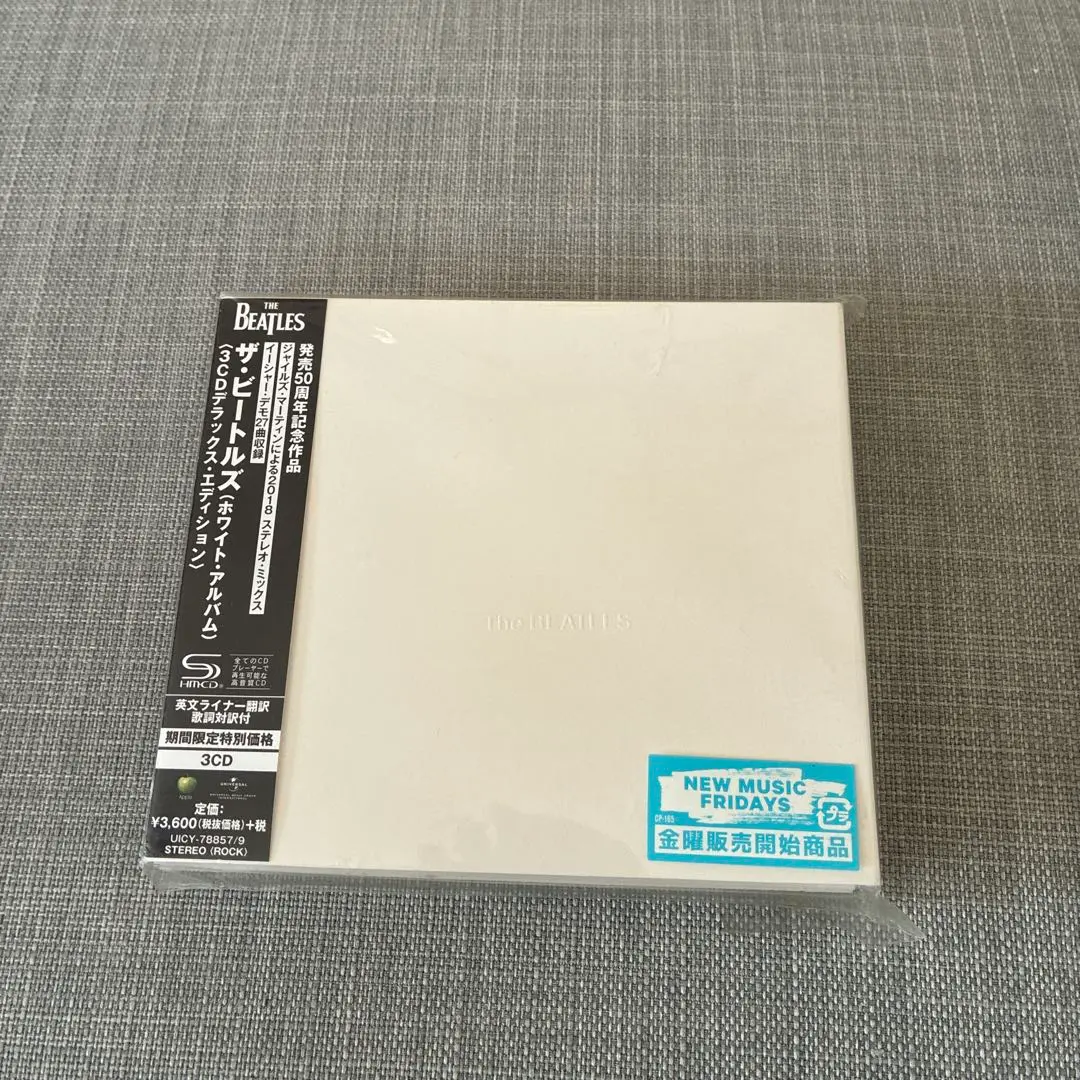 THE
BEATLES
発売50周年記念作品
ジャイルズ・マーティンによる2018 ステレオ・ミックス
イーシャー・デモ27曲収録
ザ・ビートルズ(ホワイト・アルバム)
〈3CDデラックス・エディション〉
SHM-CD®
全てのCD
プレーヤーで
再生可能な
高音質CD
英文ライナー翻訳
歌詞対訳付
期間限定特別価格
3CD
UNIVERSAL
定価:
¥3,600(税抜価格)+税
UICY-78857/9
STEREO (ROCK)
The BEATLES
NEW MUSIC
FRIDAYS
CP-165
プラ
金曜販売開始商品